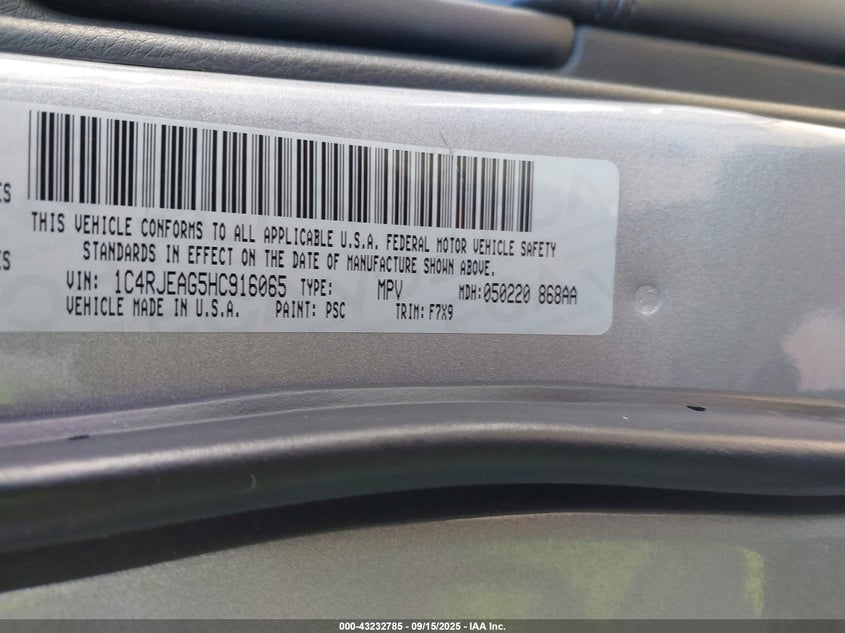 ES
THIS VEHICLE CONFORMS TO ALL APPLICABLE U.S.A. FEDERAL MOTOR VEHICLE SAFETY
ES
STANDARDS IN EFFECT ON THE DATE OF MANUFACTURE SHOWN ABOVE.
VIN: 1C4RJEAG5HC916065 TYPE: MPV MDH:050220 868AA
VEHICLE MADE IN U.S.A. PAINT: PSC TRIM: F7X9
000-43232785 - 09/15/2025 - IAA Inc.